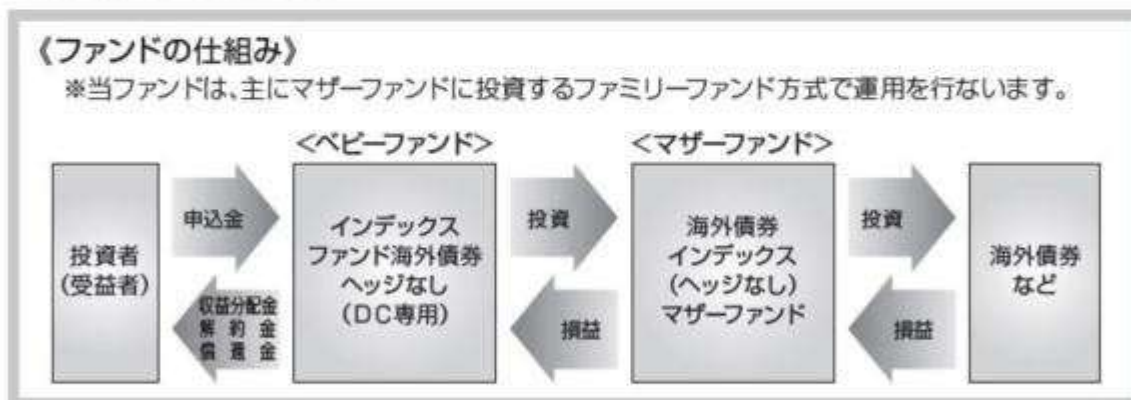 《ファンドの仕組み》
※当ファンドは、主にマザーファンドに投資するファミリーファンド方式で運用を行ないます。
<ベビーファンド>
<マザーファンド>
投資者
(受益者)
申込金
収益分配金
解約金
償還金
インデックス
ファンド海外債券
ヘッジなし
(DC専用)
投資
損益
海外債券
インデックス
(ヘッジなし)
マザーファンド
投資
損益
海外債券
など